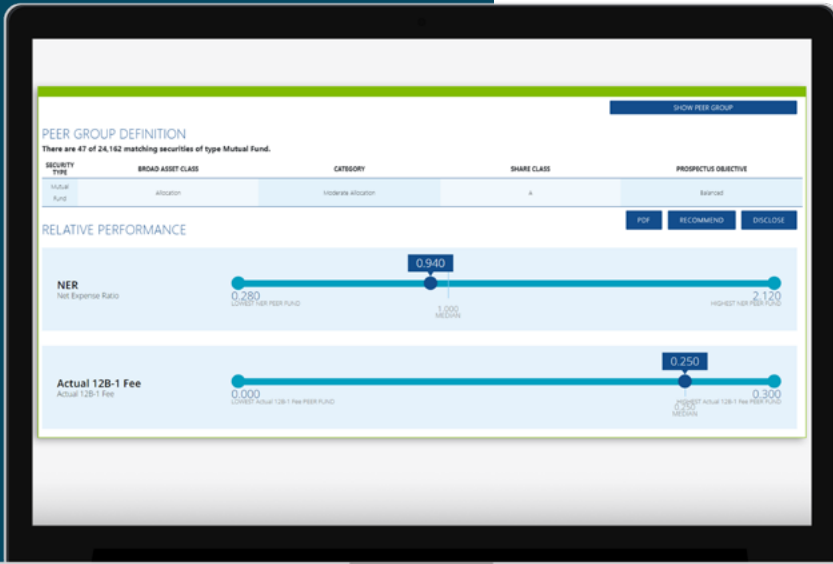 SHOW PEER GROUP
PEER GROUP DEFINITION
There are 47 of 24,162 matching securities of type Mutual Fund.
SECURITY TYPE BROAD ASSET CLASS CATEGORY SHARE CLASS PROSPECTUS OBJECTIVE
Mutual Fund Allocation Moderate Allocation A Balanced
RELATIVE PERFORMANCE
PDF RECOMMEND DISCLOSE
0.940
NER
Net Expense Ratio
0.280 2.120
LOWEST NER PEER FUND HIGHEST NER PEER FUND
1.000
MEDIAN
0.250
Actual 12B-1 Fee
Actual 12B-1 Fee
0.000 0.300
LOWEST Actual 12B-1 Fee PEER FUND HIGHEST Actual 12B-1 Fee PEER FUND
0.250
MEDIAN